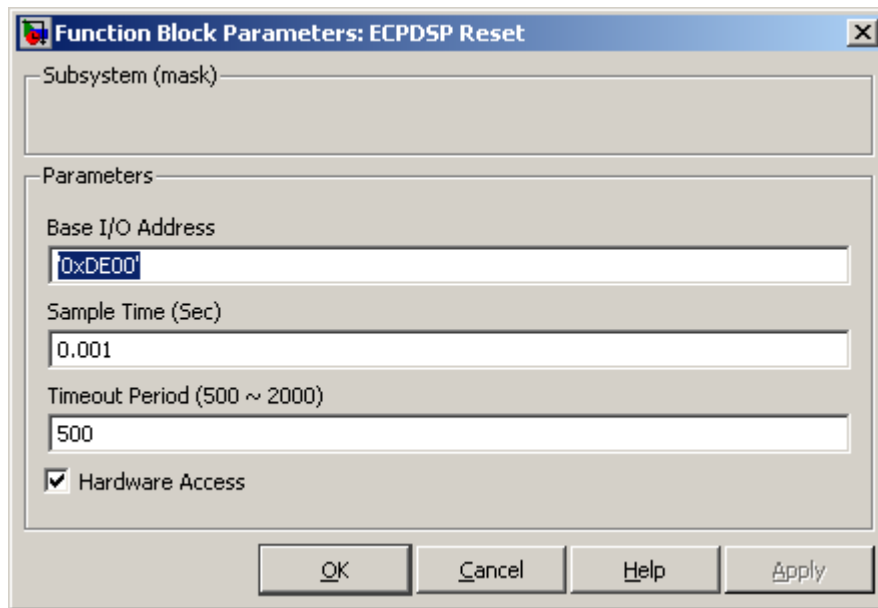 Function Block Parameters: ECPDSP Reset
Subsystem (mask)
Parameters
Base I/O Address
'0xDE00'
Sample Time (Sec)
0.001
Timeout Period (500 ~ 2000)
500
Hardware Access
OK Cancel Help Apply